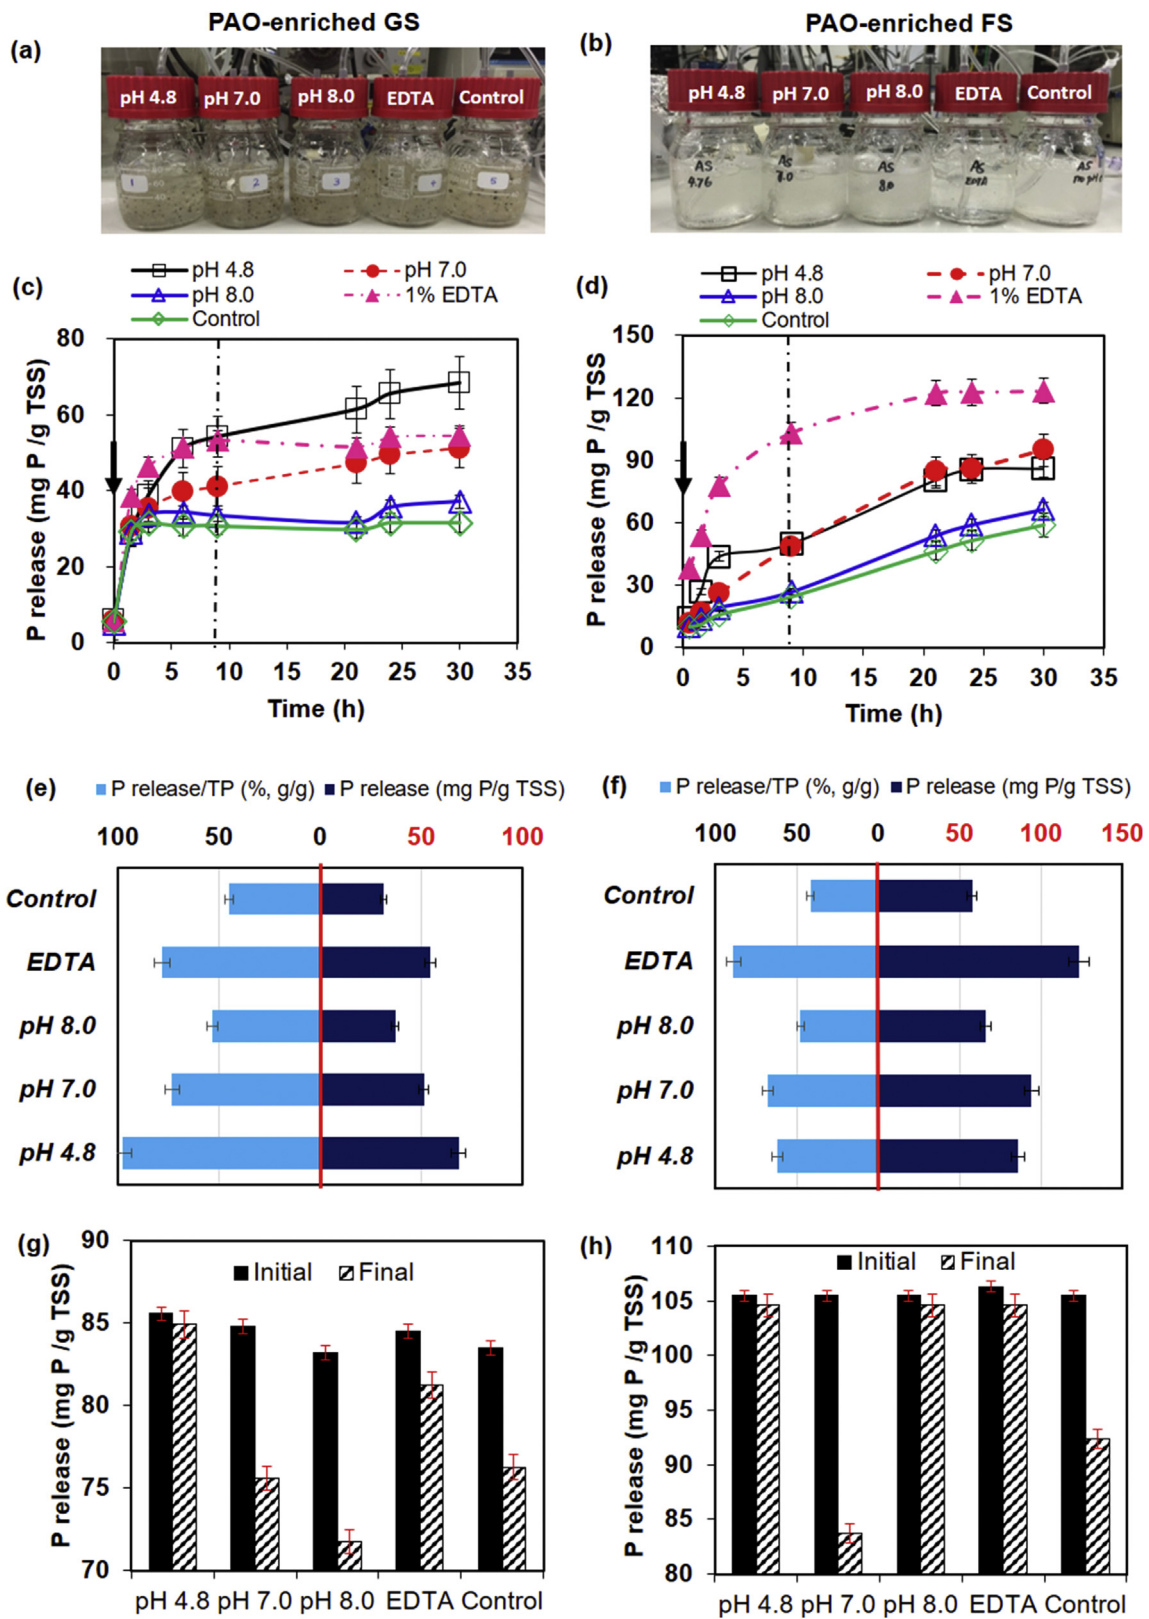 PAO-enriched GS
PAO-enriched FS
(a)
(b)
pH 4.8 pH 7.0 pH 8.0 EDTA Control
1 2 3 4 5
pH 4.8 pH 7.0 pH 8.0 EDTA Control
AS AS AS AS AS
4.76 8.0 EDTA
(c)
pH 4.8 pH 7.0
pH 8.0 1% EDTA
Control
(d)
pH 4.8 pH 7.0
pH 8.0 1% EDTA
Control
P release (mg P /g TSS)
80
60
40
20
0
0 5 10 15 20 25 30 35
Time (h)
P release (mg P /g TSS
150
120
90
60
30
0
0 5 10 15 20 25 30 35
Time (h)
(e) P release/TP (%, g/g) P release (mg P/g TSS)
100 50 0 50 100
Control
EDTA
pH 8.0
pH 7.0
pH 4.8
(f) P release/TP (%, g/g) P release (mg P/g TSS)
100 50 0 50 100 150
Control
EDTA
pH 8.0
pH 7.0
pH 4.8
(g)
P release (mg P /g TSS)
90
85
80
75
70
Initial Final
pH 4.8 pH 7.0 pH 8.0 EDTA Control
(h)
P release (mg P /g TSS)
110
105
100
95
90
85
80
Initial Final
pH 4.8 pH 7.0 pH 8.0 EDTA Control